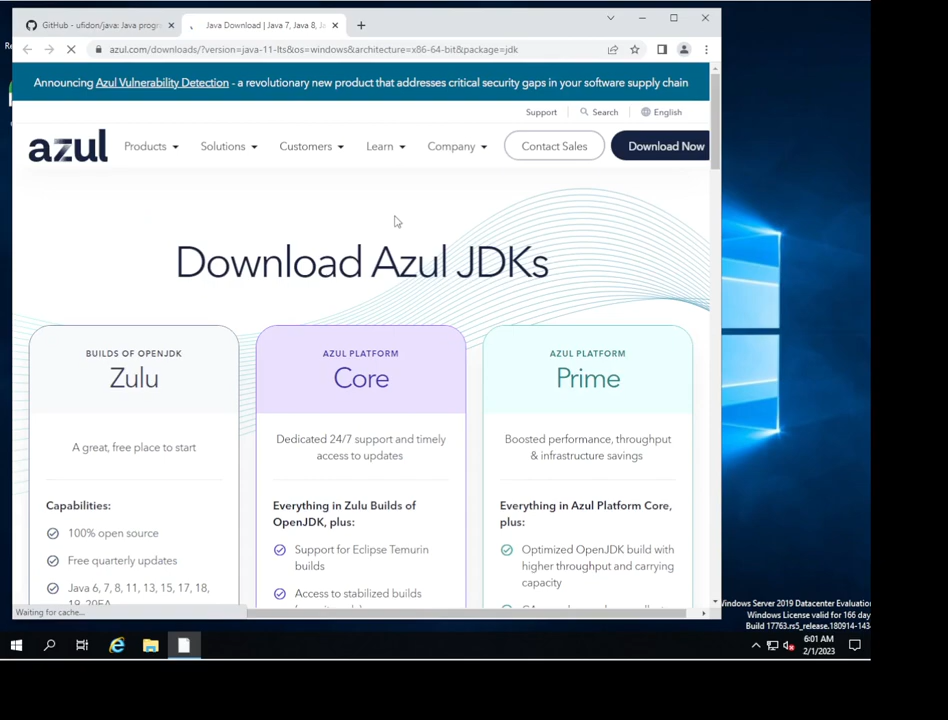 GitHub - ufidon/java: Java progr
Java Download | Java 7, Java 8, J
azul.com/downloads/?version=java-11-lts&os=windows&architecture=x86-64-bit&package=jdk
Announcing Azul Vulnerability Detection - a revolutionary new product that addresses critical security gaps in your software supply chain
Support Search English
azul Products Solutions Customers Learn Company Contact Sales Download Now
Download Azul JDKs
BUILDS OF OPENJDK
Zulu
A great, free place to start
Capabilities:
100% open source
Free quarterly updates
Java 6, 7, 8, 11, 13, 15, 17, 18,
19, 20EA
AZUL PLATFORM
Core
Dedicated 24/7 support and timely
access to updates
Everything in Zulu Builds of
OpenJDK, plus:
Support for Eclipse Temurin
builds
Access to stabilized builds
AZUL PLATFORM
Prime
Boosted performance, throughput
& infrastructure savings
Everything in Azul Platform Core,
plus:
Optimized OpenJDK build with
higher throughput and carrying
capacity
Waiting for cache...
Windows Server 2019 Datacenter Evaluation
Windows License valid for 166 day
Build 17763.rs5_release.180914-143
6:01 AM
2/1/2023